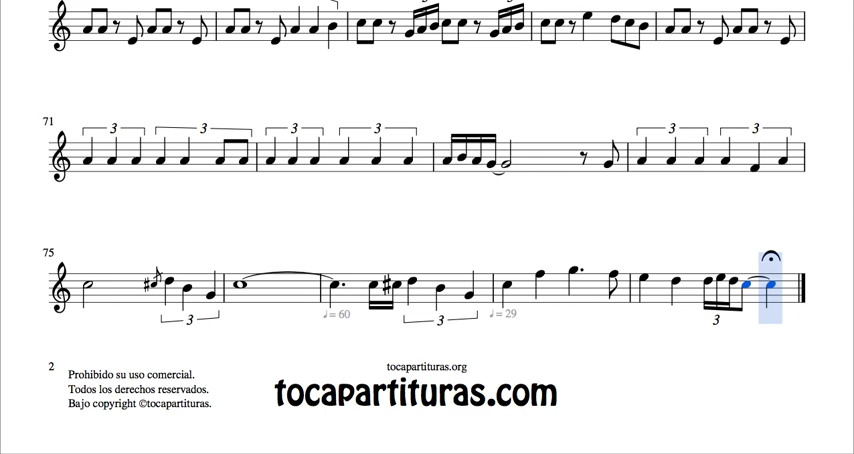 71
3 3 3 3 3 3
75
3
♩ = 60
3
♩ = 29
3
2
Prohibido su uso comercial.
Todos los derechos reservados.
Bajo copyright ©tocapartituras.
tocapartituras.org
tocapartituras.com